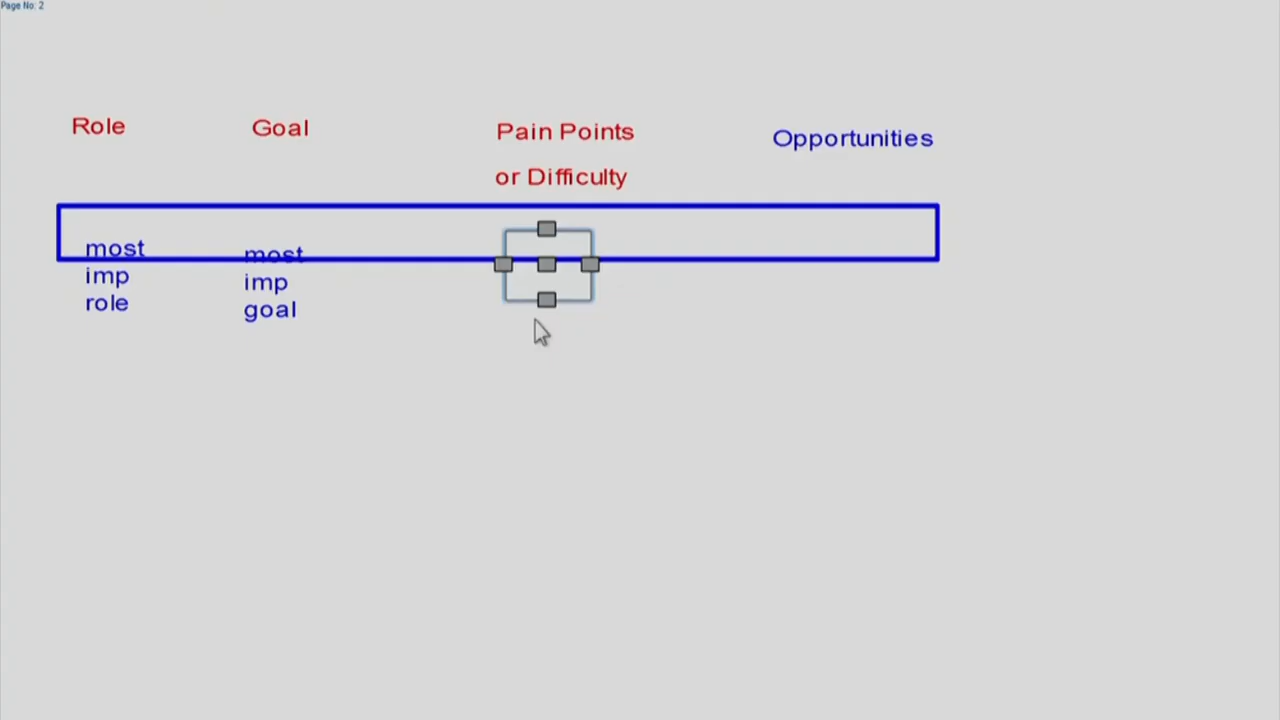 Page No: 2
Role
Goal
Pain Points
or Difficulty
Opportunities
most
imp
role
most
imp
goal